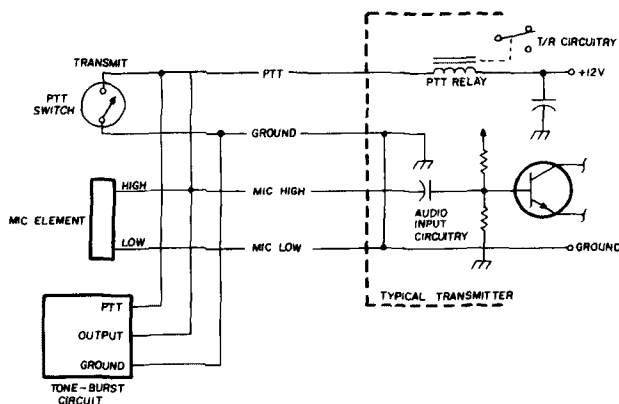 TRANSMIT
T/R CIRCUITRY
PTT
PTT RELAY
+12V
PTT
SWITCH
GROUND
HIGH
MIC HIGH
MIC ELEMENT
AUDIO
INPUT
CIRCUITRY
LOW
MIC LOW
GROUND
TYPICAL TRANSMITTER
PTT
OUTPUT
GROUND
TONE-BURST
CIRCUIT